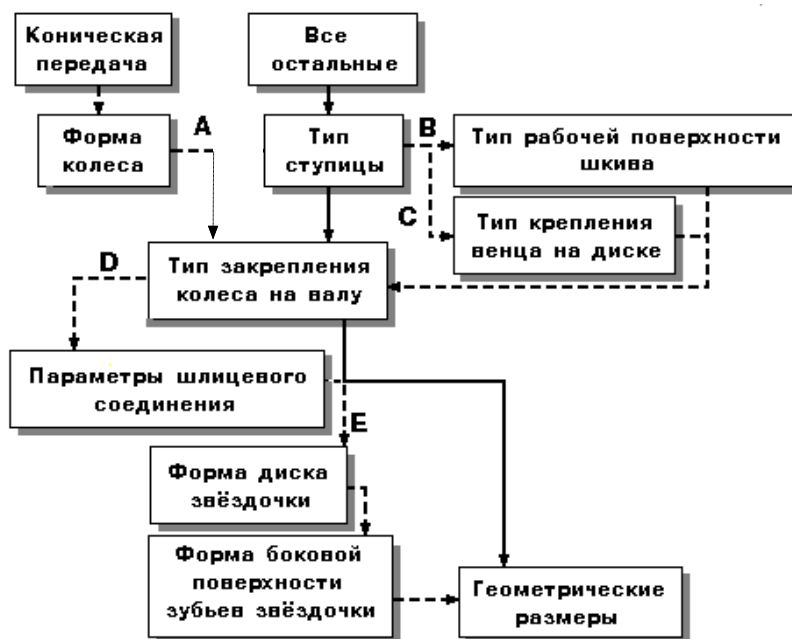 Коническая
передача
Все
остальные
Форма
колеса
A
Тип
ступицы
B
Тип рабочей поверхности
шкива
C
Тип крепления
венца на диске
D
Тип закрепления
колеса на валу
Параметры шлицевого
соединения
E
Форма диска
звёздочки
Форма боковой
поверхности
зубьев звёздочки
Геометрические
размеры